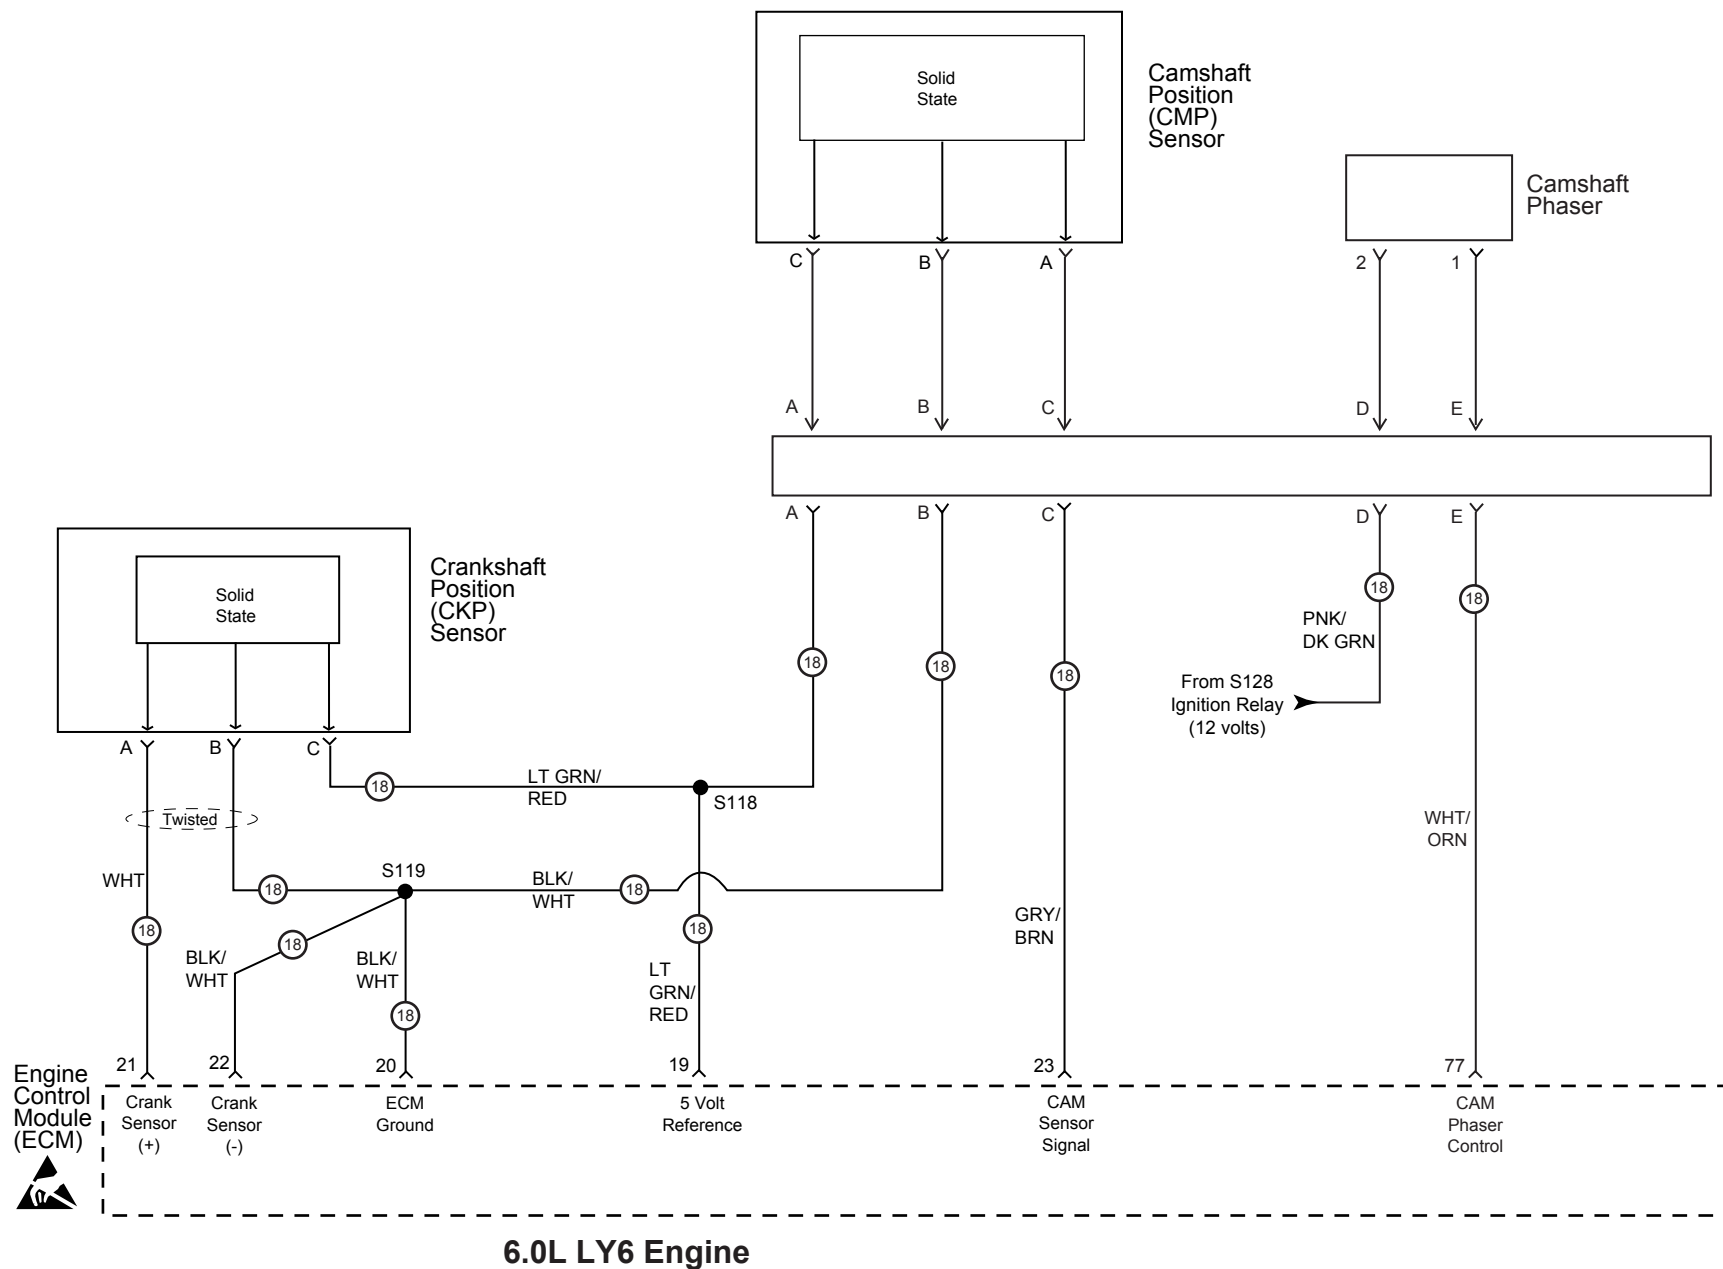 Solid
State
Camshaft
Position
(CMP)
Sensor
Camshaft
Phaser
C
B
A
2
1
A
B
C
D
E
A
B
C
D
E
Solid
State
Crankshaft
Position
(CKP)
Sensor
18
18
PNK/
DK GRN
18
18
18
From S128
Ignition Relay
(12 volts)
A
B
C
18
LT GRN/
RED
S118
Twisted
WHT/
ORN
WHT
18
S119
BLK/
WHT
18
18
18
BLK/
WHT
BLK/
WHT
18
18
LT
GRN/
RED
GRY/
BRN
21
22
20
19
23
77
Engine
Control
Module
(ECM)
Crank
Sensor
(+)
Crank
Sensor
(-)
ECM
Ground
5 Volt
Reference
CAM
Sensor
Signal
CAM
Phaser
Control
6.0L LY6 Engine